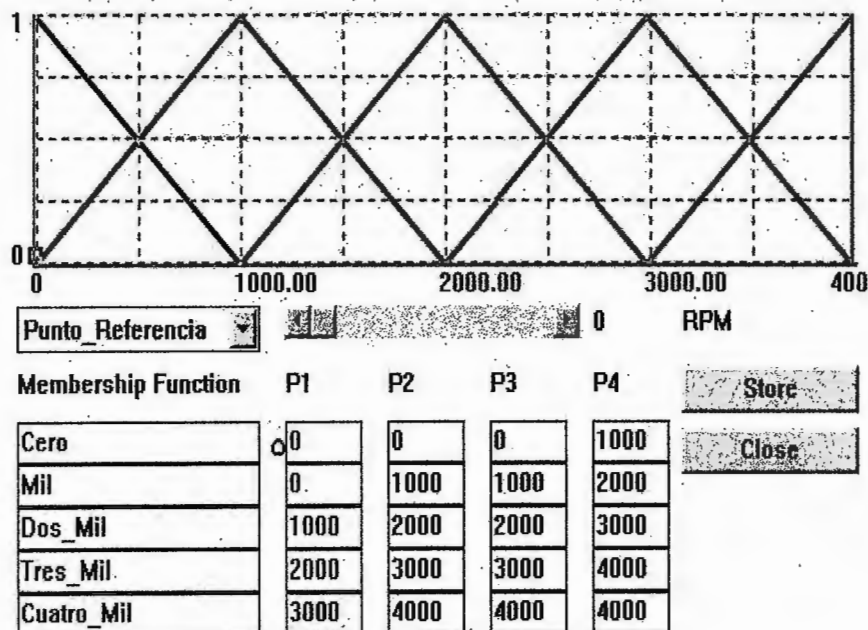 1
0
0 1000.00 2000.00 3000.00 400
Punto_Referencia 0 RPM
Membership Function P1 P2 P3 P4 Store
Cero 0 0 0 1000 Close
Mil 0 1000 1000 2000
Dos_Mil 1000 2000 2000 3000
Tres_Mil 2000 3000 3000 4000
Cuatro_Mil 3000 4000 4000 4000